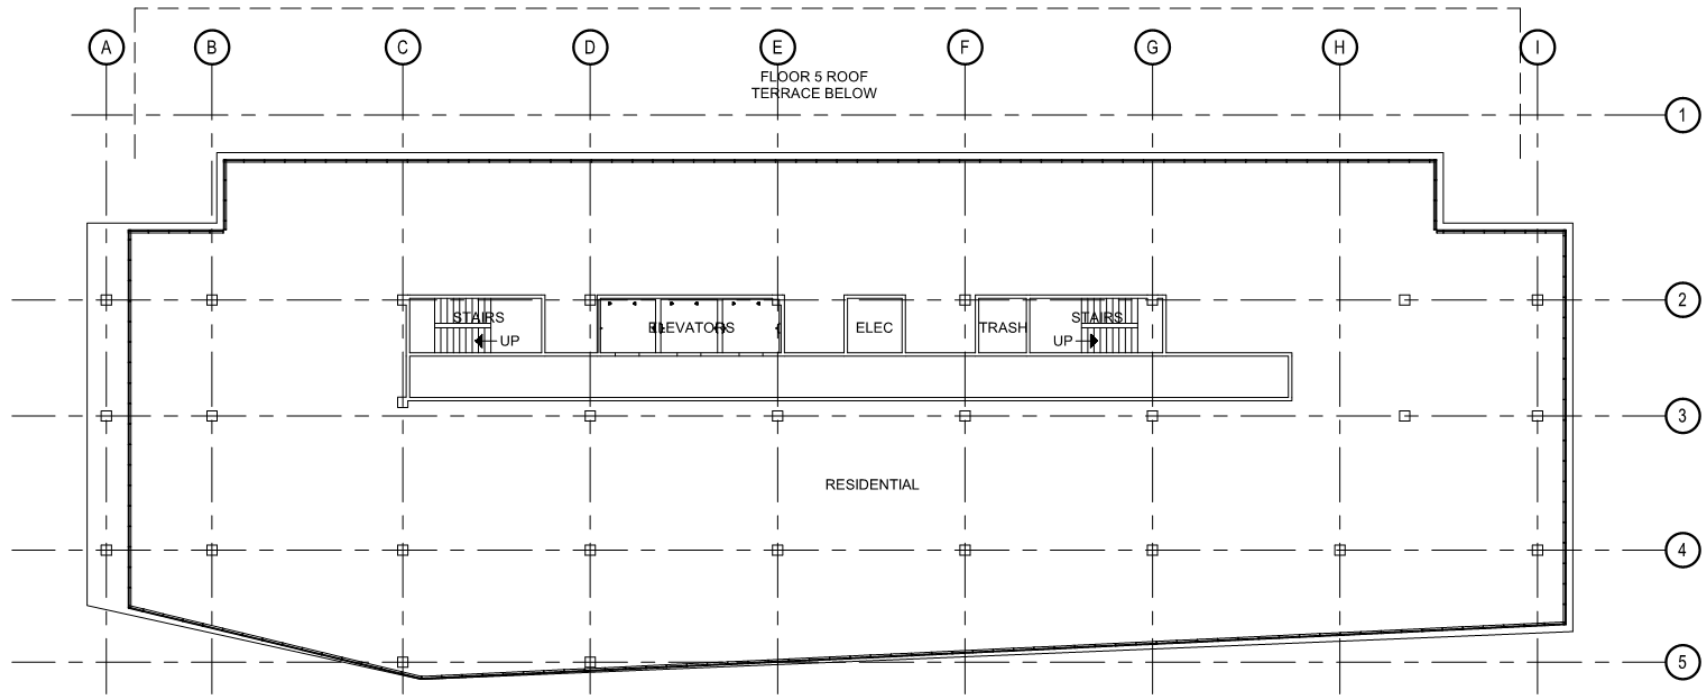 A B C D E F G H I
FLOOR 5 ROOF
TERRACE BELOW
1
2
STAIRS
UP
ELEVATORS
ELEC
TRASH
STAIRS
UP
3
RESIDENTIAL
4
5